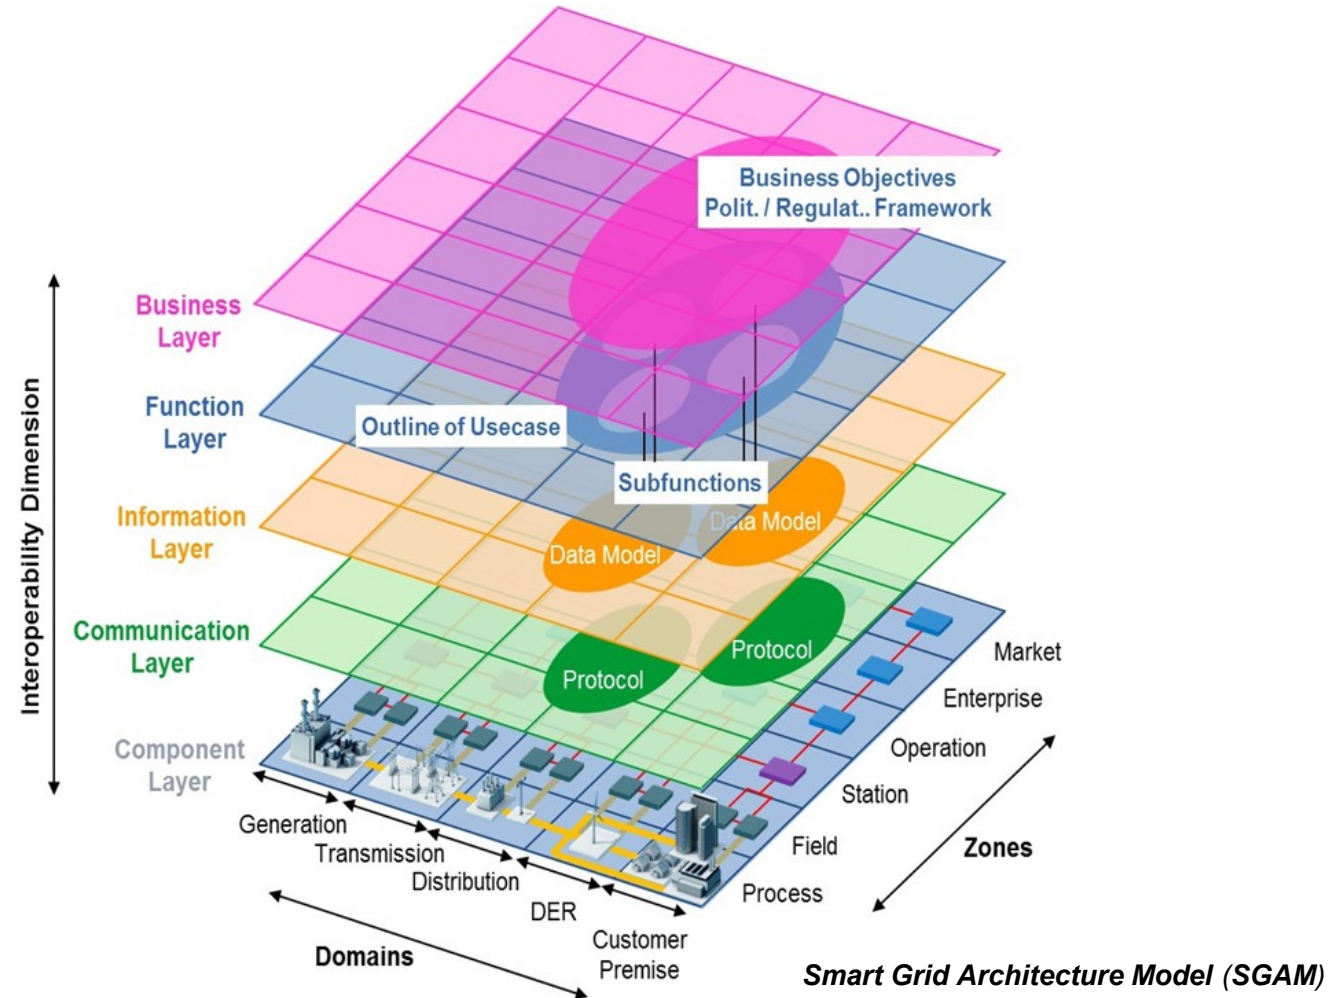 Business Objectives
Polit. / Regulat.. Framework
Business
Layer
Function
Layer
Outline of Usecase
Subfunctions
Information
Layer
Data Model
Data Model
Communication
Layer
Protocol
Protocol
Component
Layer
Interoperability Dimension
Generation
Transmission
Distribution
DER
Customer
Premise
Domains
Market
Enterprise
Operation
Station
Field
Process
Zones
Smart Grid Architecture Model (SGAM)